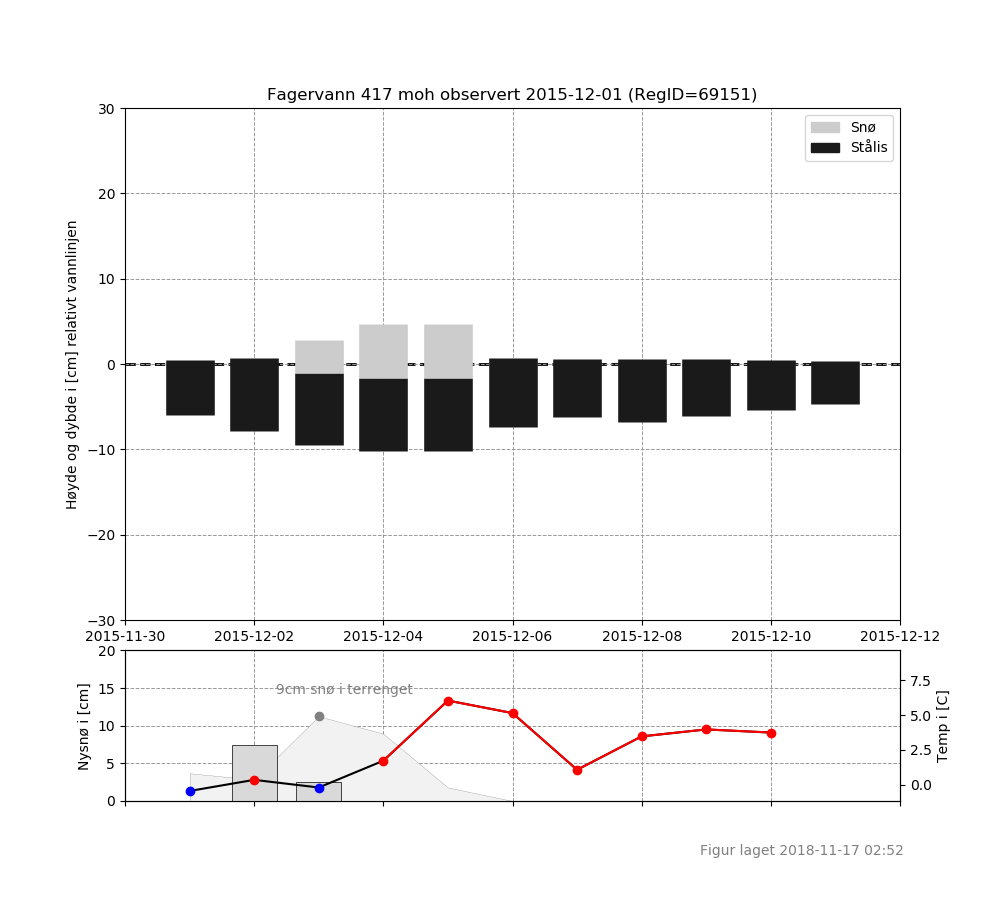 Fagervann 417 moh observert 2015-12-01 (RegID=69151)
Høyde og dybde i [cm] relativt vannlinjen
30
20
10
0
−10
−20
−30
Snø
Stålis
2015-11-30 2015-12-02 2015-12-04 2015-12-06 2015-12-08 2015-12-10 2015-12-12
Nysnø i [cm]
20
15
10
5
0
9cm snø i terrenget
7.5
5.0
2.5
0.0
Temp i [C]
Figur laget 2018-11-17 02:52